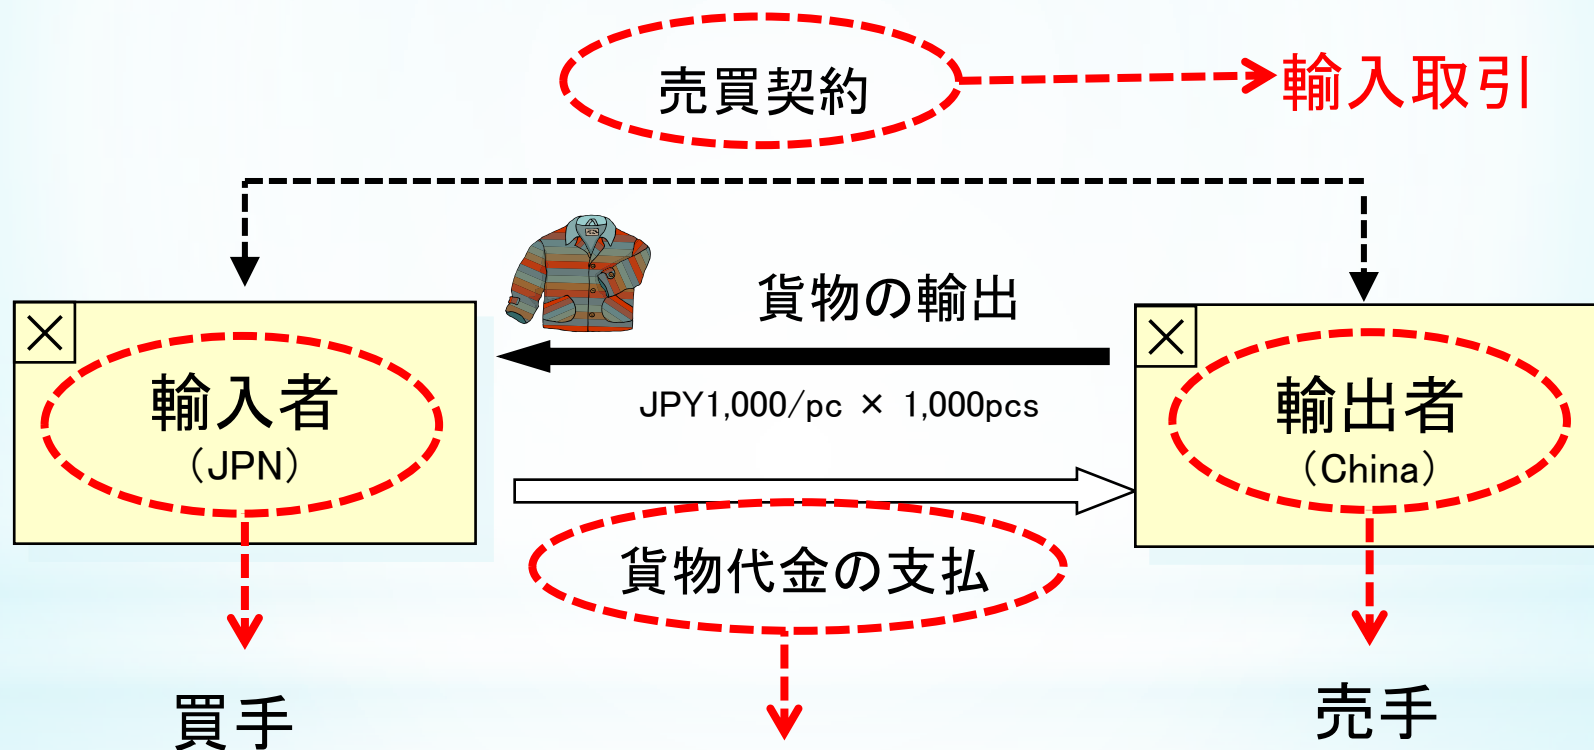 売買契約
輸入取引
貨物の輸出
JPY1,000/pc × 1,000pcs
輸入者
(JPN)
輸出者
(China)
貨物代金の支払
買手
売手